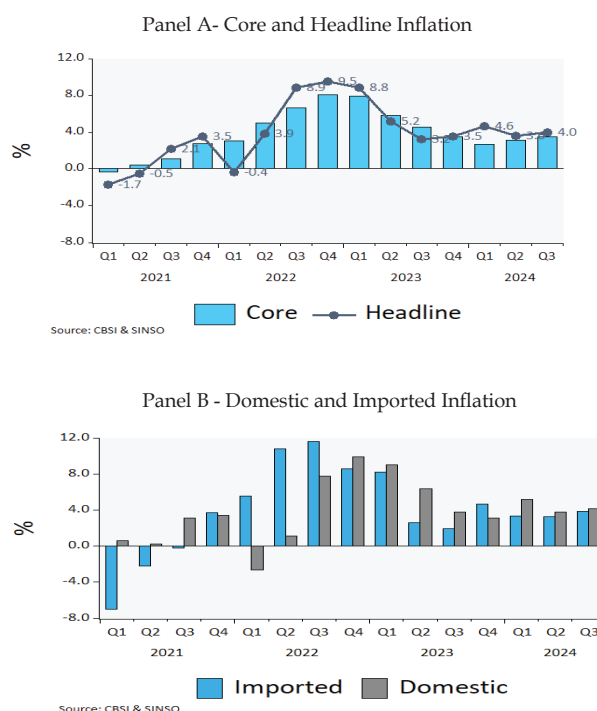 Panel A- Core and Headline Inflation
12.0
8.0
4.0
0.0
-4.0
-8.0
%
-1.7
-0.5
2.1
3.5
-0.4
3.9
8.9
9.5
8.8
5.2
3.2
3.5
4.6
4.0
Q1 Q2 Q3 Q4 Q1 Q2 Q3 Q4 Q1 Q2 Q3 Q4 Q1 Q2 Q3
2021 2022 2023 2024
Core Headline
Source: CBSI & SINSO
Panel B - Domestic and Imported Inflation
12.0
8.0
4.0
0.0
-4.0
-8.0
%
Q1 Q2 Q3 Q4 Q1 Q2 Q3 Q4 Q1 Q2 Q3 Q4 Q1 Q2 Q3
2021 2022 2023 2024
Imported Domestic
Source: CBSI & SINSO